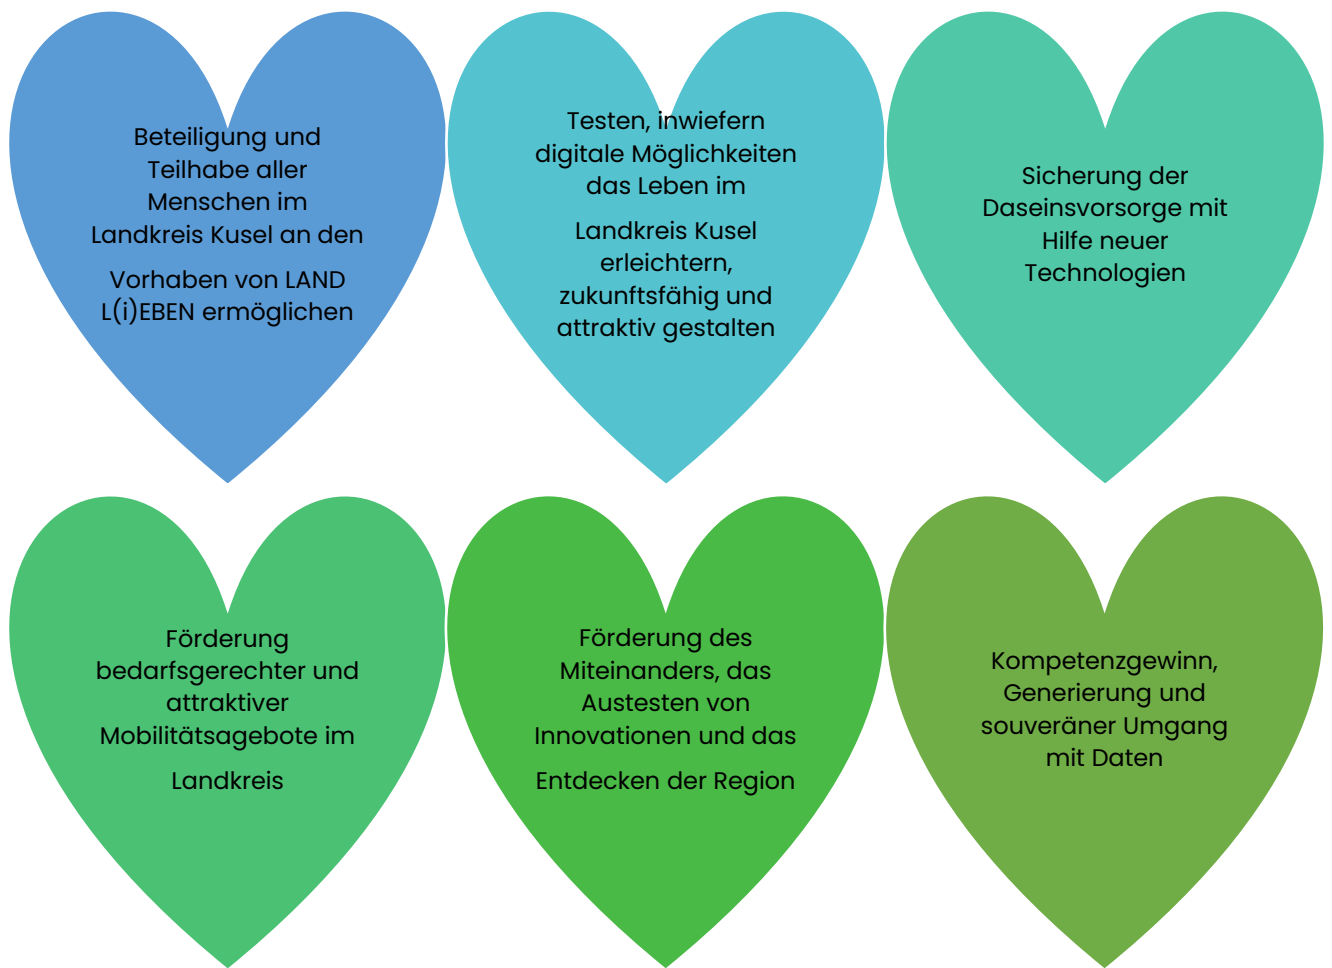 Beteiligung und
Teilhabe aller
Menschen im
Landkreis Kusel an den
Vorhaben von LAND
L(i)EBEN ermöglichen
Testen, inwiefern
digitale Möglichkeiten
das Leben im
Landkreis Kusel
erleichtern,
zukunftsfähig und
attraktiv gestalten
Sicherung der
Daseinsvorsorge mit
Hilfe neuer
Technologien
Förderung
bedarfsgerechter und
attraktiver
Mobilitätsagebote im
Landkreis
Förderung des
Miteinanders, das
Austesten von
Innovationen und das
Entdecken der Region
Kompetenzgewinn,
Generierung und
souveräner Umgang
mit Daten